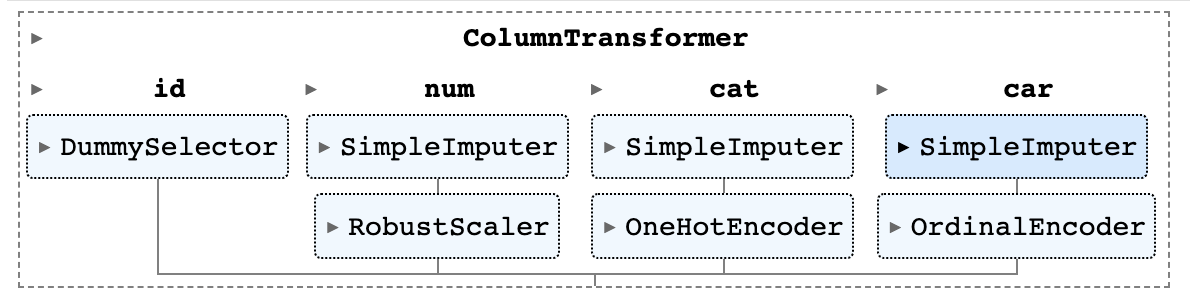 ColumnTransformer
id num cat car
DummySelector SimpleImputer SimpleImputer SimpleImputer
RobustScaler OneHotEncoder OrdinalEncoder